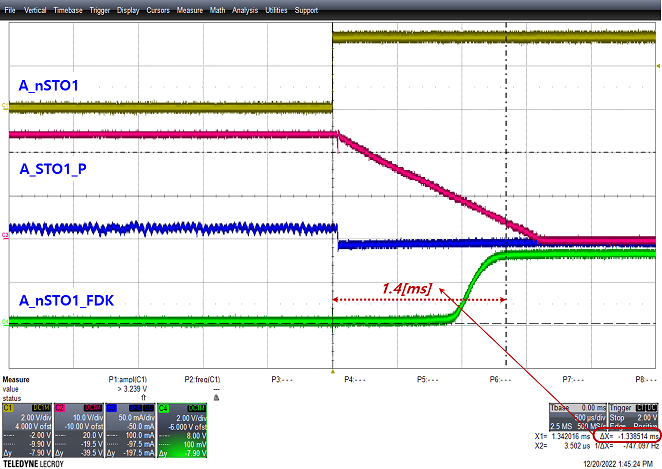 File Vertical Timebase Trigger Display Cursors Measure Math Analysis Utilities Support
A_nSTO1
A_STO1_P
1.4[ms]
A_nSTO1_FDK
Measure P1:ampl(C1) P2:freq(C1) P3:- - - P4:- - - P5:- - - P6:- - - P7:- - - P8:- - -
value > 3.239 V ---
status
C1 DC1M C2 DC1M C4 DC1M
2.00 V/div 10.0 V/div 50.0 mA/div 2.00 V/div
4.000 V ofst -10.00 V ofst -50.0 mA -6.000 V ofst
-2.00 V 20.0 V 100.0 mA 8.00 V
-9.90 V -19.5 V -97.5 mA 100 mV
Δy -7.90 V Δy -39.5 V Δy -197.5 mA Δy -7.90 V
Tbase 0.00 ms Trigger C1 DC
500 µs/div Stop 2.00 V
2.5 MS 500 MS/s Edge Positive
X1= 1.342016 ms ΔX= -1.338514 ms
X2= 3.502 µs 1/ΔX= -747.097 Hz
TELEDYNE LECROY 12/20/2022 1:45:24 PM